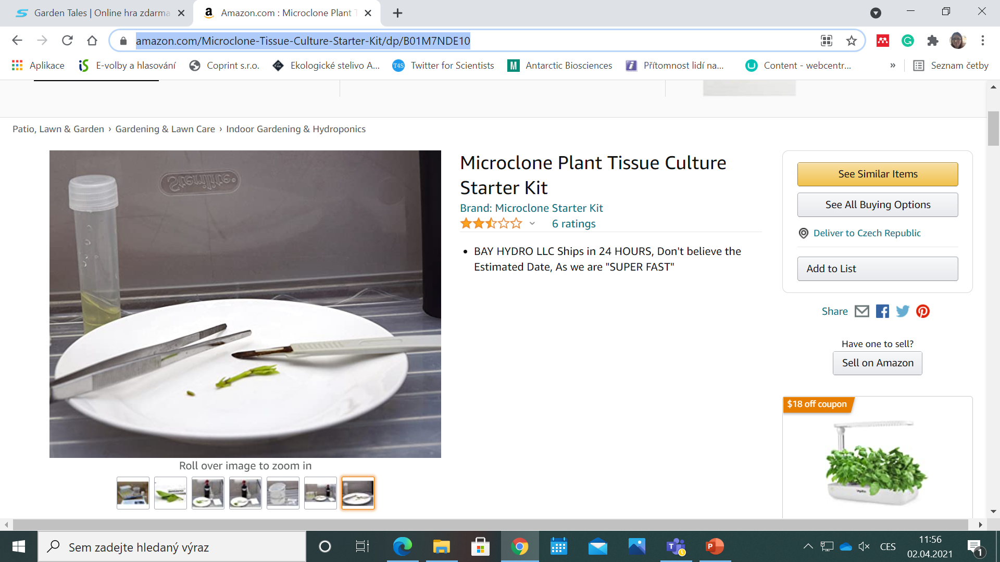 Garden Tales | Online hra zdarma
Amazon.com : Microclone Plant T
amazon.com/Microclone-Tissue-Culture-Starter-Kit/dp/B01M7NDE10
Aplikace
E-volby a hlasování
Coprint s.r.o.
Ekologické stelivo A...
T4S
Twitter for Scientists
M
Antarctic Biosciences
Přítomnost lidí na...
Content - webcentr...
»
Seznam četby
Patio, Lawn & Garden › Gardening & Lawn Care › Indoor Gardening & Hydroponics
Sterilite
Roll over image to zoom in
Microclone Plant Tissue Culture
Starter Kit
Brand: Microclone Starter Kit
6 ratings
• BAY HYDRO LLC Ships in 24 HOURS, Don't believe the
Estimated Date, As we are "SUPER FAST"
See Similar Items
See All Buying Options
Deliver to Czech Republic
Add to List
Share
Have one to sell?
Sell on Amazon
$18 off coupon
Sem zadejte hledaný výraz
CES
11:56
02.04.2021
1